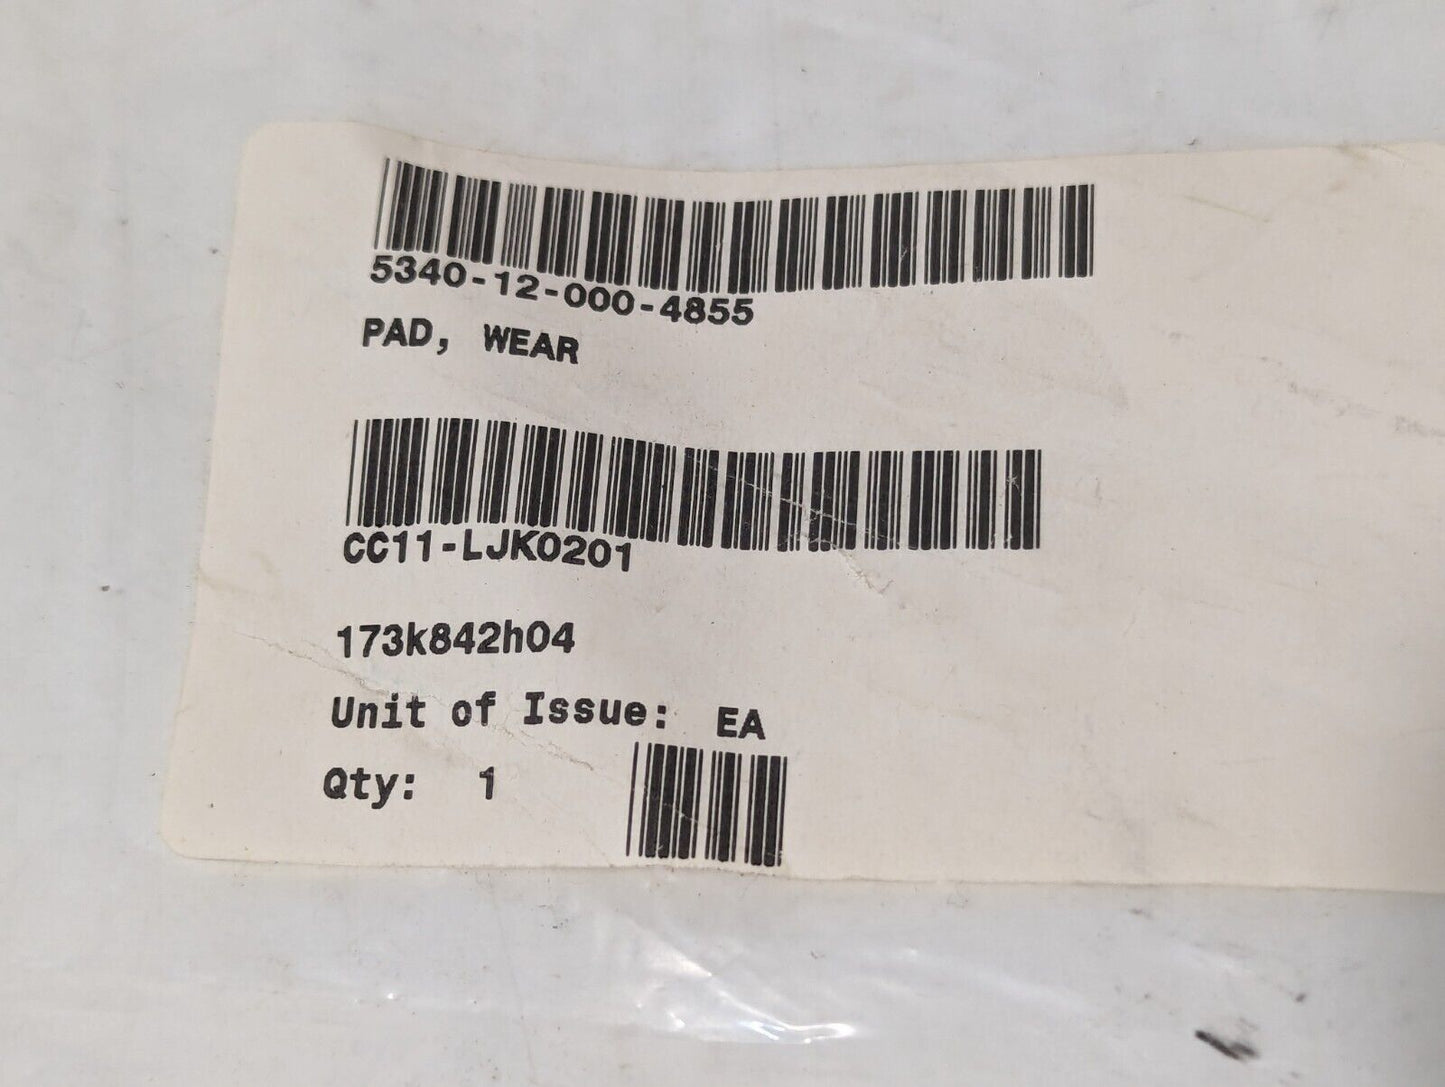 5340-12-000-4855
PAD, WEAR
CC11-LJK0201
173k842h04
Unit of Issue: EA
Qty: 1